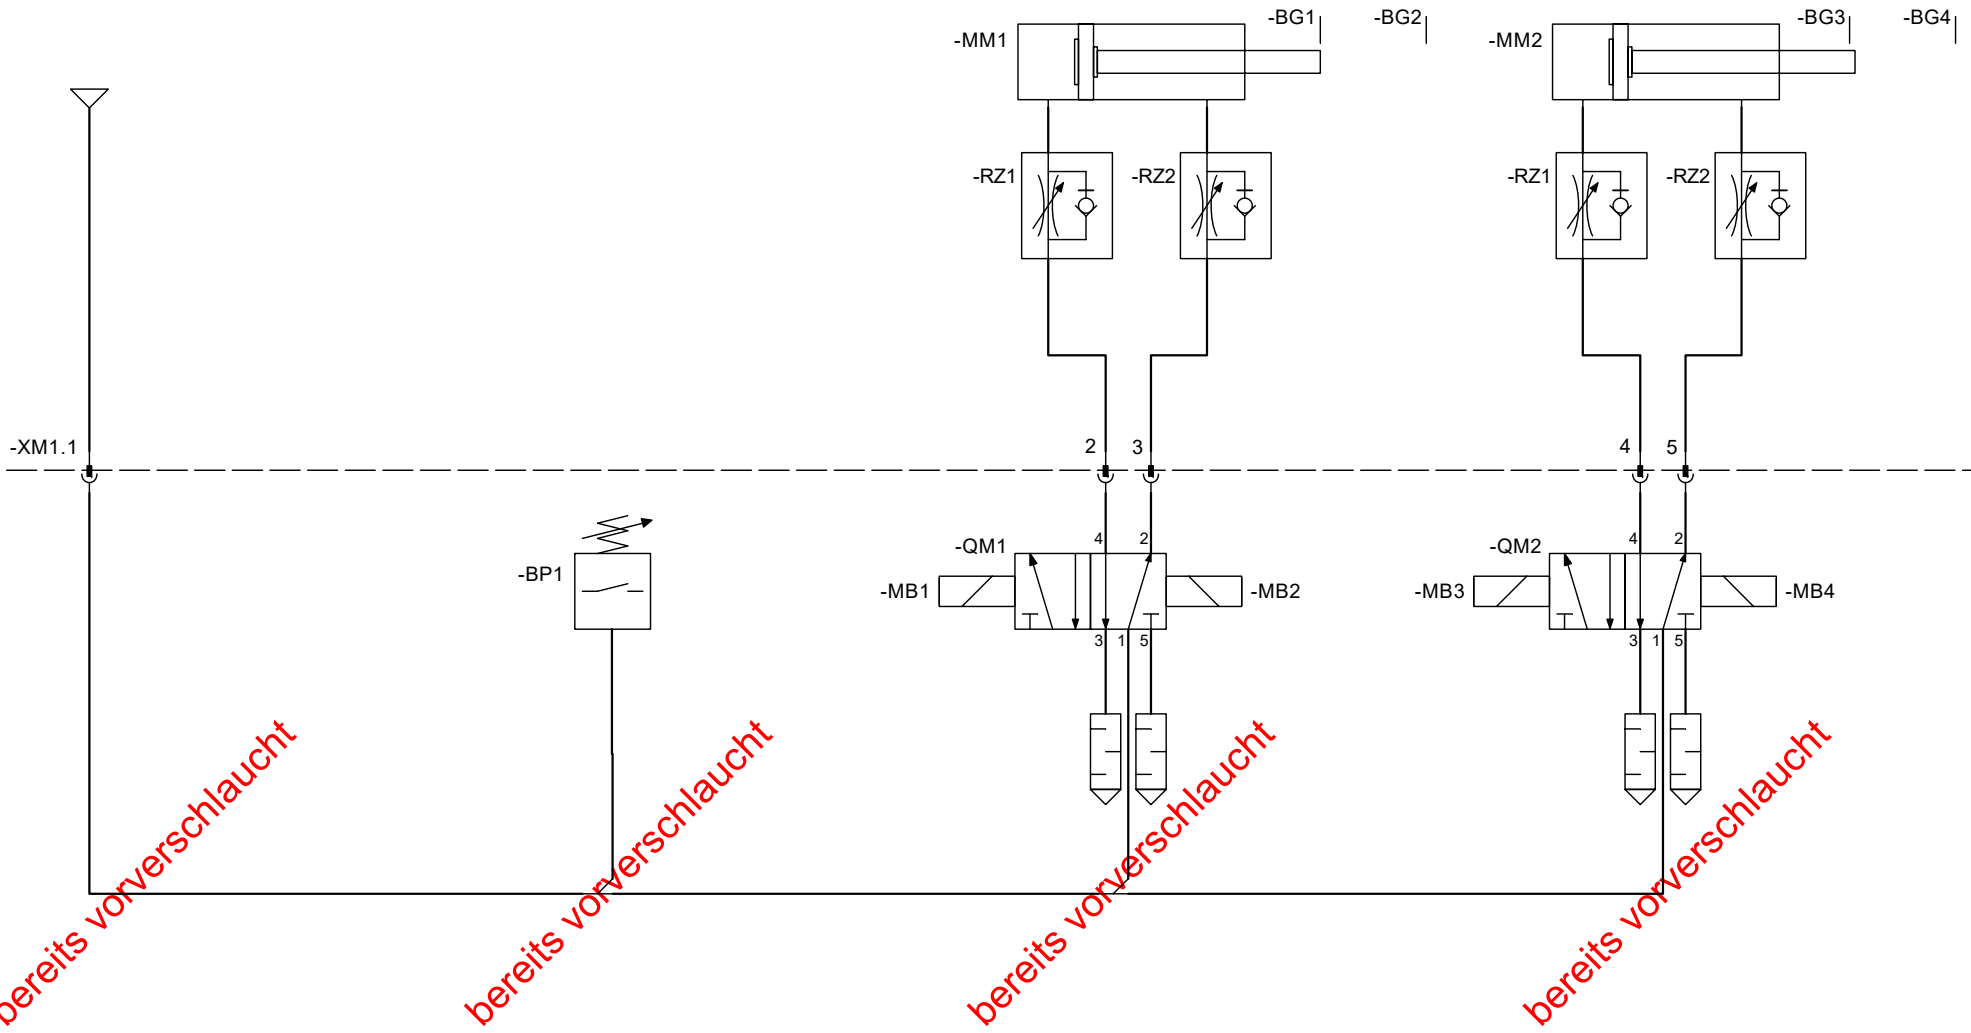 -BG1
-BG2
-BG3
-BG4
-MM1
-MM2
-RZ1
-RZ2
-RZ1
-RZ2
-XM1.1
2
3
4
5
-QM1
4
2
-QM2
4
2
-BP1
-MB1
-MB2
-MB3
-MB4
3
1
5
3
1
5
bereits vorverschlaucht
bereits vorverschlaucht
bereits vorverschlaucht
bereits vorverschlaucht